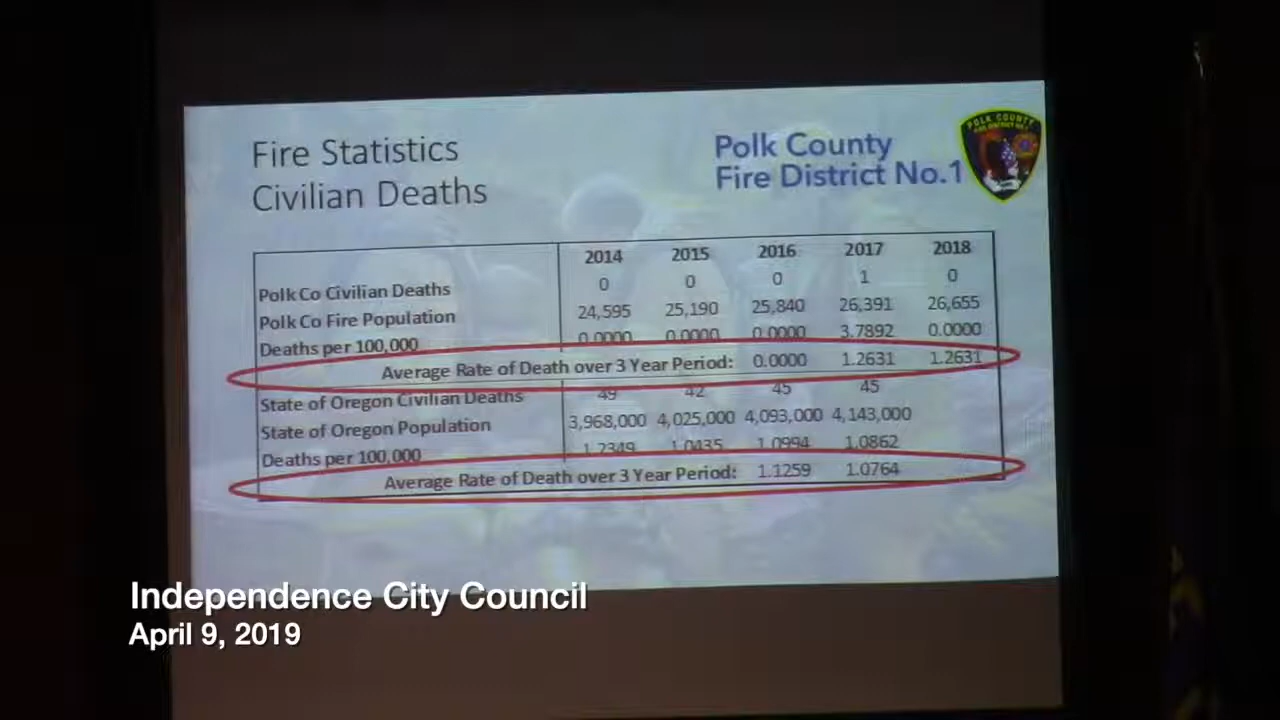 Fire Statistics
Civilian Deaths
Polk County
Fire District No.1
POLK COUNTY
FIRE DISTRICT NO. 1
2014 2015 2016 2017 2018
Polk Co Civilian Deaths 0 0 0 1 0
Polk Co Fire Population 24,595 25,190 25,840 26,391 26,655
Deaths per 100,000 0.0000 0.0000 0.0000 3.7892 0.0000
Average Rate of Death over 3 Year Period: 0.0000 1.2631 1.2631
State of Oregon Civilian Deaths 49 42 45 45
State of Oregon Population 3,968,000 4,025,000 4,093,000 4,143,000
Deaths per 100,000 1.2349 1.0435 1.0994 1.0862
Average Rate of Death over 3 Year Period: 1.1259 1.0764
Independence City Council
April 9, 2019